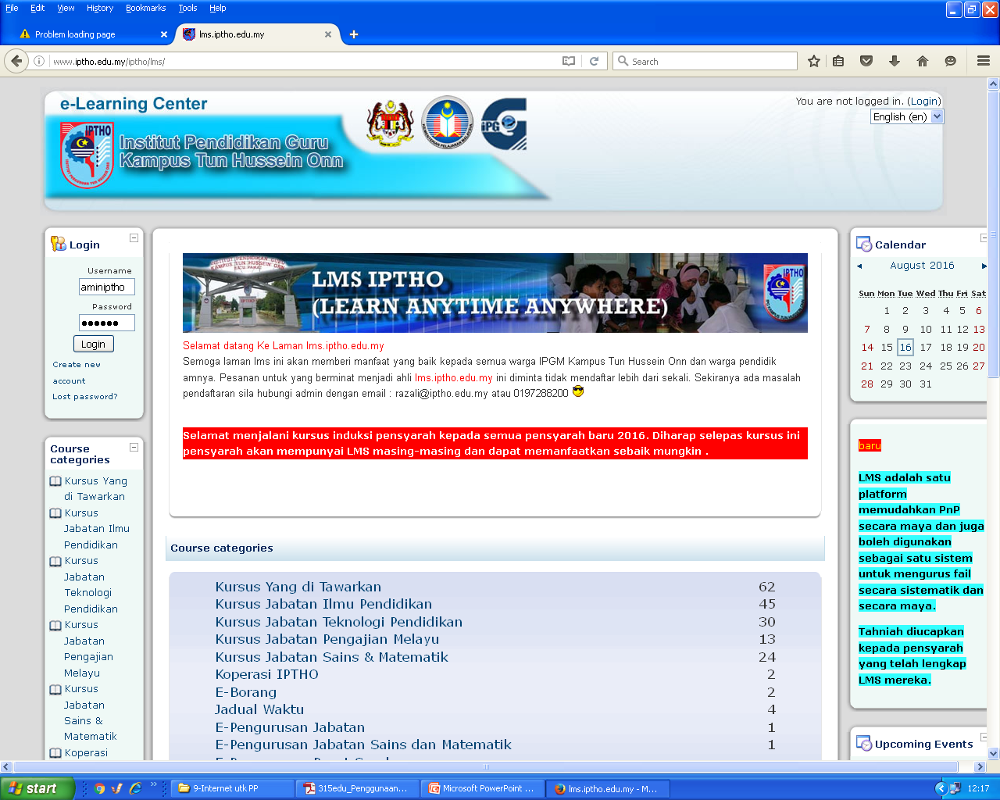 File Edit View History Bookmarks Tools Help
Problem loading page
lms.iptho.edu.my
www.iptho.edu.my/iptho/lms/
Search
e-Learning Center
You are not logged in. (Login)
English (en)
IPTHO
Institut Pendidikan Guru
Kampus Tun Hussein Onn
KEMENTERIAN PELAJARAN MALAYSIA
iPG
Login
Username
aminiptho
Password
Login
Create new
account
Lost password?
Course
categories
Kursus Yang
di Tawarkan
Kursus
Jabatan Ilmu
Pendidikan
Kursus
Jabatan
Teknologi
Pendidikan
Kursus
Jabatan
Pengajian
Melayu
Kursus
Jabatan
Sains &
Matematik
Koperasi
LMS IPTHO
(LEARN ANYTIME ANYWHERE)
IPTHO
Selamat datang Ke Laman lms.iptho.edu.my
Semoga laman lms ini akan memberi manfaat yang baik kepada semua warga IPGM Kampus Tun Hussein Onn dan warga pendidik
amnya. Pesanan untuk yang berminat menjadi ahli lms.iptho.edu.my ini diminta tidak mendaftar lebih dari sekali. Sekiranya ada masalah
pendaftaran sila hubungi admin dengan email : razali@iptho.edu.my atau 0197288200
Selamat menjalani kursus induksi pensyarah kepada semua pensyarah baru 2016. Diharap selepas kursus ini
pensyarah akan mempunyai LMS masing-masing dan dapat memanfaatkan sebaik mungkin .
Course categories
Kursus Yang di Tawarkan 62
Kursus Jabatan Ilmu Pendidikan 45
Kursus Jabatan Teknologi Pendidikan 30
Kursus Jabatan Pengajian Melayu 13
Kursus Jabatan Sains & Matematik 24
Koperasi IPTHO 2
E-Borang 2
Jadual Waktu 4
E-Pengurusan Jabatan 1
E-Pengurusan Jabatan Sains dan Matematik 1
Calendar
August 2016
Sun Mon Tue Wed Thu Fri Sat
1 2 3 4 5 6
7 8 9 10 11 12 13
14 15 16 17 18 19 20
21 22 23 24 25 26 27
28 29 30 31
baru
LMS adalah satu
platform
memudahkan PnP
secara maya dan juga
boleh digunakan
sebagai satu sistem
untuk mengurus fail
secara sistematik dan
secara maya.
Tahniah diucapkan
kepada pensyarah
yang telah lengkap
LMS mereka.
Upcoming Events
start
9-Internet utk PP
315edu_Penggunaan...
Microsoft PowerPoint ...
lms.iptho.edu.my - M...
12:17